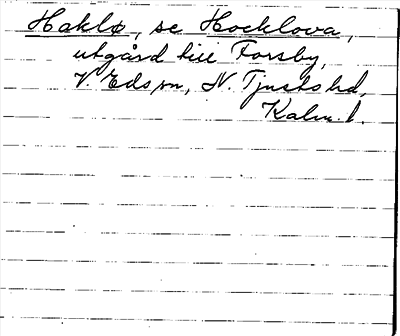 Haklø, se Hocklova,
utgård till Forsby,
V. Eds sn, N. Tjusts hd,
Kalm. l.